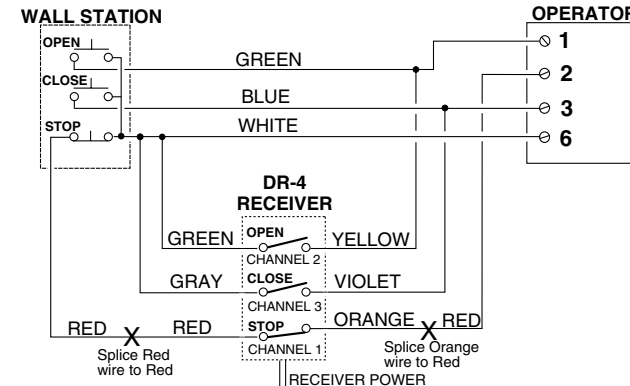 WALL STATION
OPERATOR
OPEN
CLOSE
STOP
GREEN
BLUE
WHITE
1
2
3
6
DR-4
RECEIVER
GREEN
OPEN
YELLOW
CHANNEL 2
GRAY
CLOSE
VIOLET
CHANNEL 3
RED
X
RED
STOP
ORANGE
X
RED
CHANNEL 1
Splice Red
wire to Red
Splice Orange
wire to Red
RECEIVER POWER